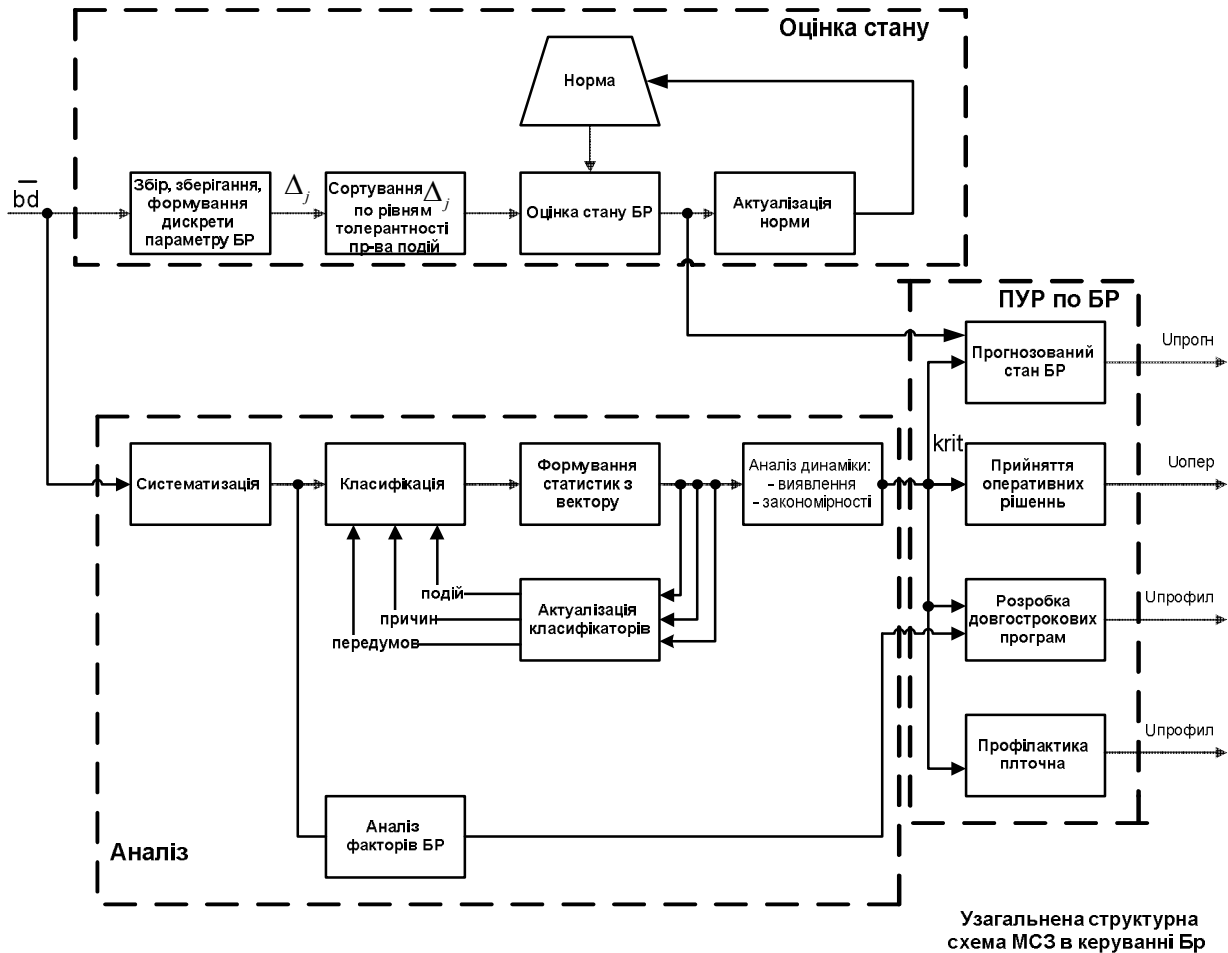 Оцінка стану
Норма
bd
Збір, зберігання,
формування
дискрети
параметру БР
Δj
Сортування Δj
по рівням
толерантності
пр-ва подій
Оцінка стану БР
Актуалізація
норми
ПУР по БР
Прогнозований
стан БР
Uпрогн
Систематизація
Класифікація
Формування
статистик з
вектору
Аналіз динаміки:
– виявлення
– закономірності
krit
Прийняття
оперативних
рішеннь
Uопер
подій
причин
передумов
Актуалізація
класифікаторів
Розробка
довгострокових
програм
Uпрофил
Профілактика
плточна
Uпрофил
Аналіз
факторів БР
Аналіз
Узагальнена структурна
схема МСЗ в керуванні Бр